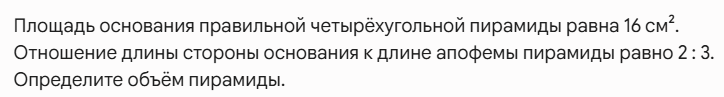 Площадь основания правильной четырёхугольной пирамиды равна 16 см².
Отношение длины стороны основания к длине апофемы пирамиды равно 2 : 3.
Определите объём пирамиды.